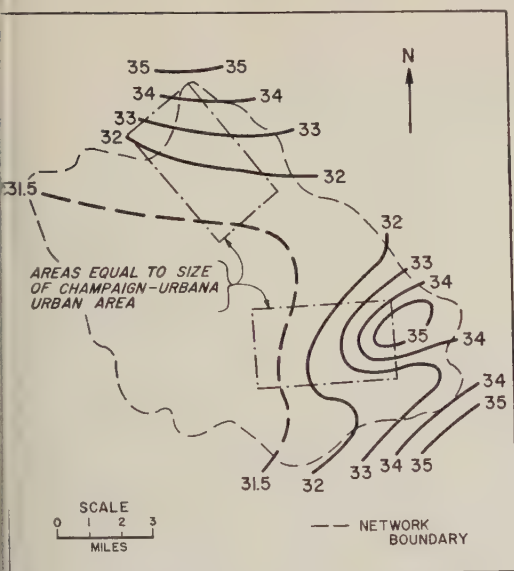 35 35
N
34 34
33 33
32
32
31.5
32
33
34
AREAS EQUAL TO SIZE
OF CHAMPAIGN-URBANA
URBAN AREA
35
34
34
35
31.5 32 33 34 35
SCALE
0 1 2 3
MILES
NETWORK
BOUNDARY